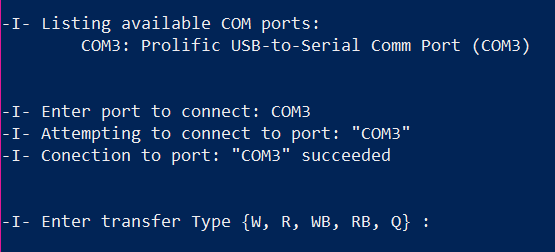 -I- Listing available COM ports:
COM3: Prolific USB-to-Serial Comm Port (COM3)
-I- Enter port to connect: COM3
-I- Attempting to connect to port: "COM3"
-I- Conection to port: "COM3" succeeded
-I- Enter transfer Type {W, R, WB, RB, Q} :